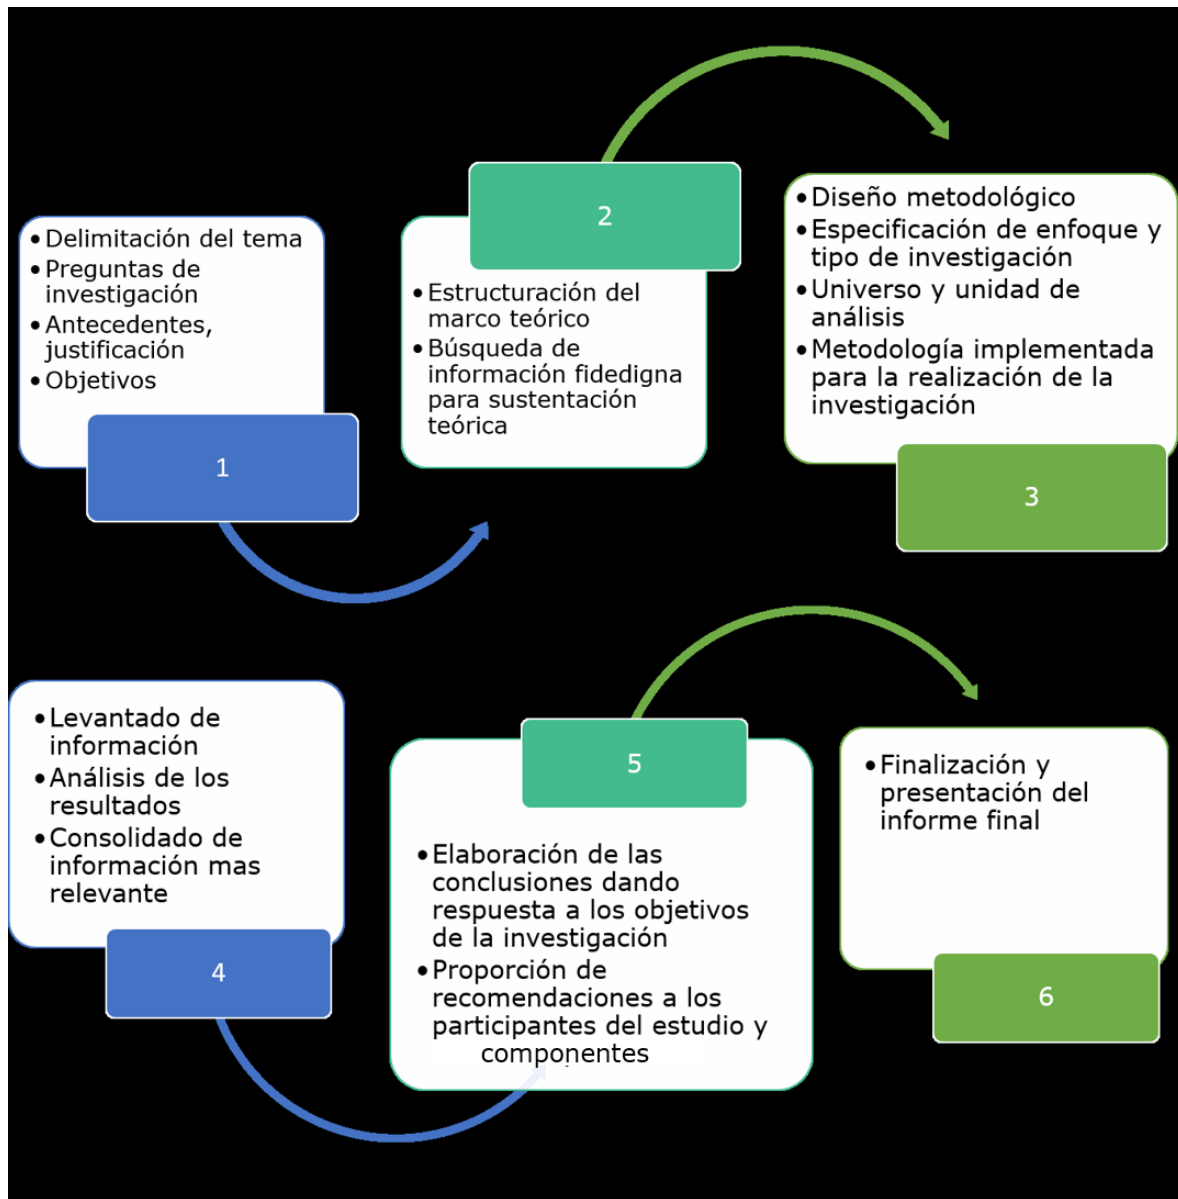 1
• Delimitación del tema
• Preguntas de
investigación
• Antecedentes,
justificación
• Objetivos
2
• Estructuración del
marco teórico
• Búsqueda de
información fidedigna
para sustentación
teórica
3
• Diseño metodológico
• Especificación de enfoque y
tipo de investigación
• Universo y unidad de
análisis
• Metodología implementada
para la realización de la
investigación
4
• Levantado de
información
• Análisis de los
resultados
• Consolidado de
información mas
relevante
5
• Elaboración de las
conclusiones dando
respuesta a los objetivos
de la investigación
• Proporción de
recomendaciones a los
participantes del estudio y
componentes
6
• Finalización y
presentación del
informe final